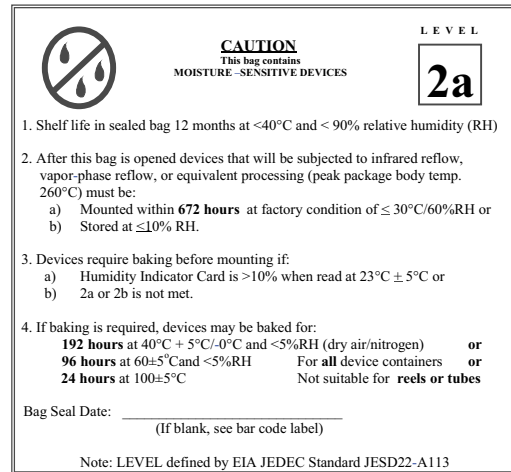 LEVEL
CAUTION
This bag contains
MOISTURE –SENSITIVE DEVICES
2a
1. Shelf life in sealed bag 12 months at <40°C and < 90% relative humidity (RH)
2. After this bag is opened devices that will be subjected to infrared reflow,
vapor-phase reflow, or equivalent processing (peak package body temp.
260°C) must be:
a) Mounted within 672 hours at factory condition of ≤ 30°C/60%RH or
b) Stored at ≤10% RH.
3. Devices require baking before mounting if:
a) Humidity Indicator Card is >10% when read at 23°C ± 5°C or
b) 2a or 2b is not met.
4. If baking is required, devices may be baked for:
192 hours at 40°C + 5°C/-0°C and <5%RH (dry air/nitrogen) or
96 hours at 60±5°Cand <5%RH For all device containers or
24 hours at 100±5°C Not suitable for reels or tubes
Bag Seal Date: ______________________________
(If blank, see bar code label)
Note: LEVEL defined by EIA JEDEC Standard JESD22-A113